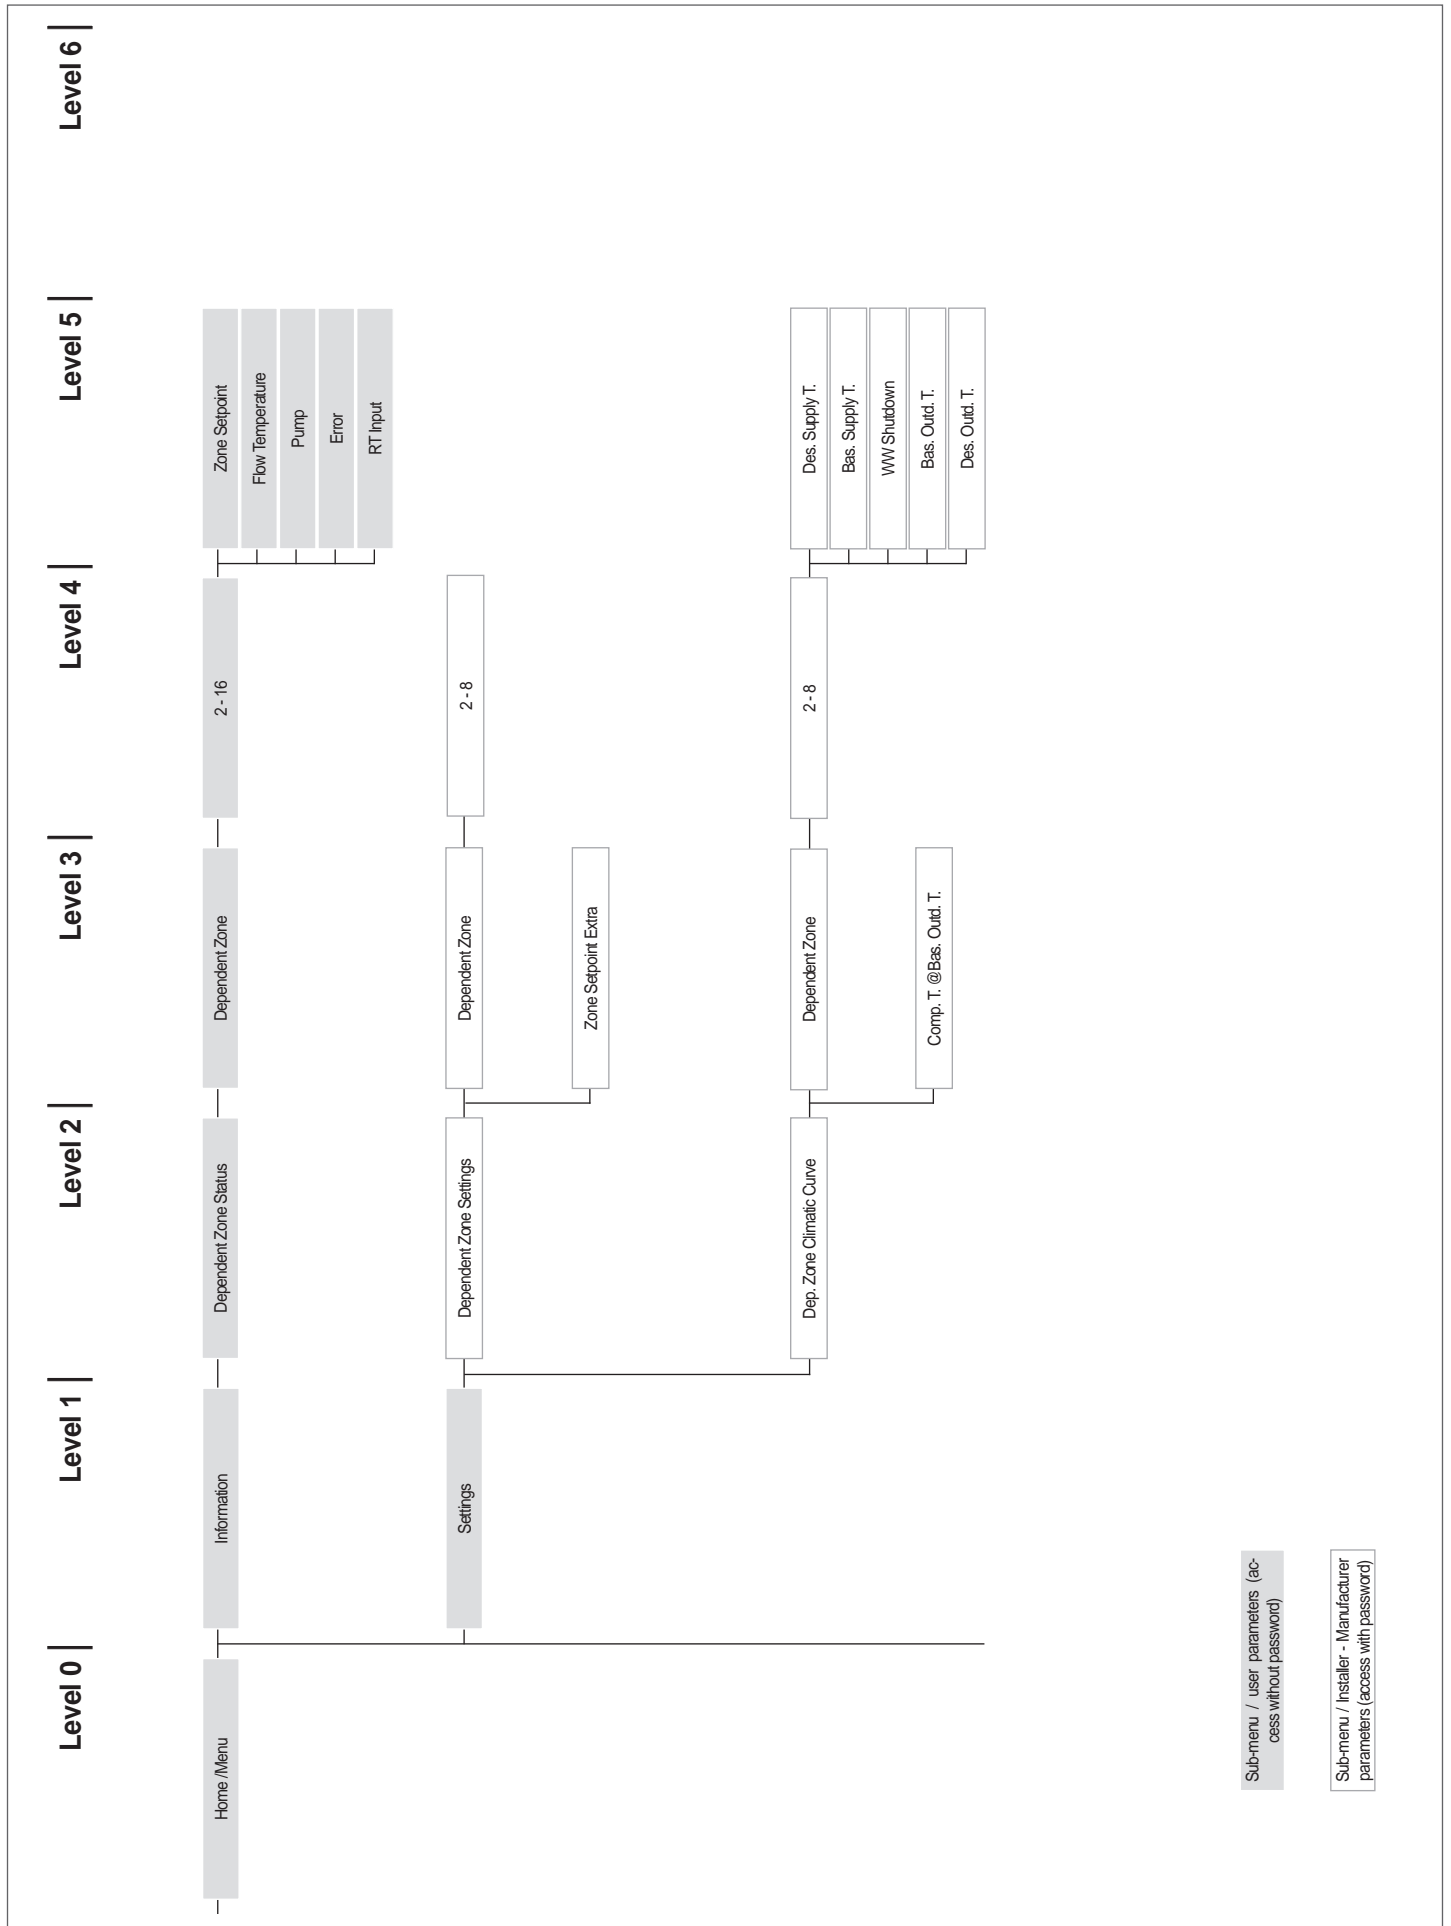 Level 0
Level 1
Level 2
Level 3
Level 4
Level 5
Level 6
Home /Menu
Information
Dependent Zone Status
Dependent Zone
2 - 16
Zone Setpoint
Flow Temperature
Pump
Error
RT Input
Settings
Dependent Zone Settings
Dependent Zone
2 - 8
Zone Setpoint Extra
Dep. Zone Climatic Curve
Dependent Zone
2 - 8
Des. Supply T.
Bas. Supply T.
WW Shutdown
Bas. Outd. T.
Des. Outd. T.
Comp. T. @Bas. Outd. T.
Sub-menu / user parameters (ac-
cess without password)
Sub-menu / Installer - Manufacturer
parameters (access with password)